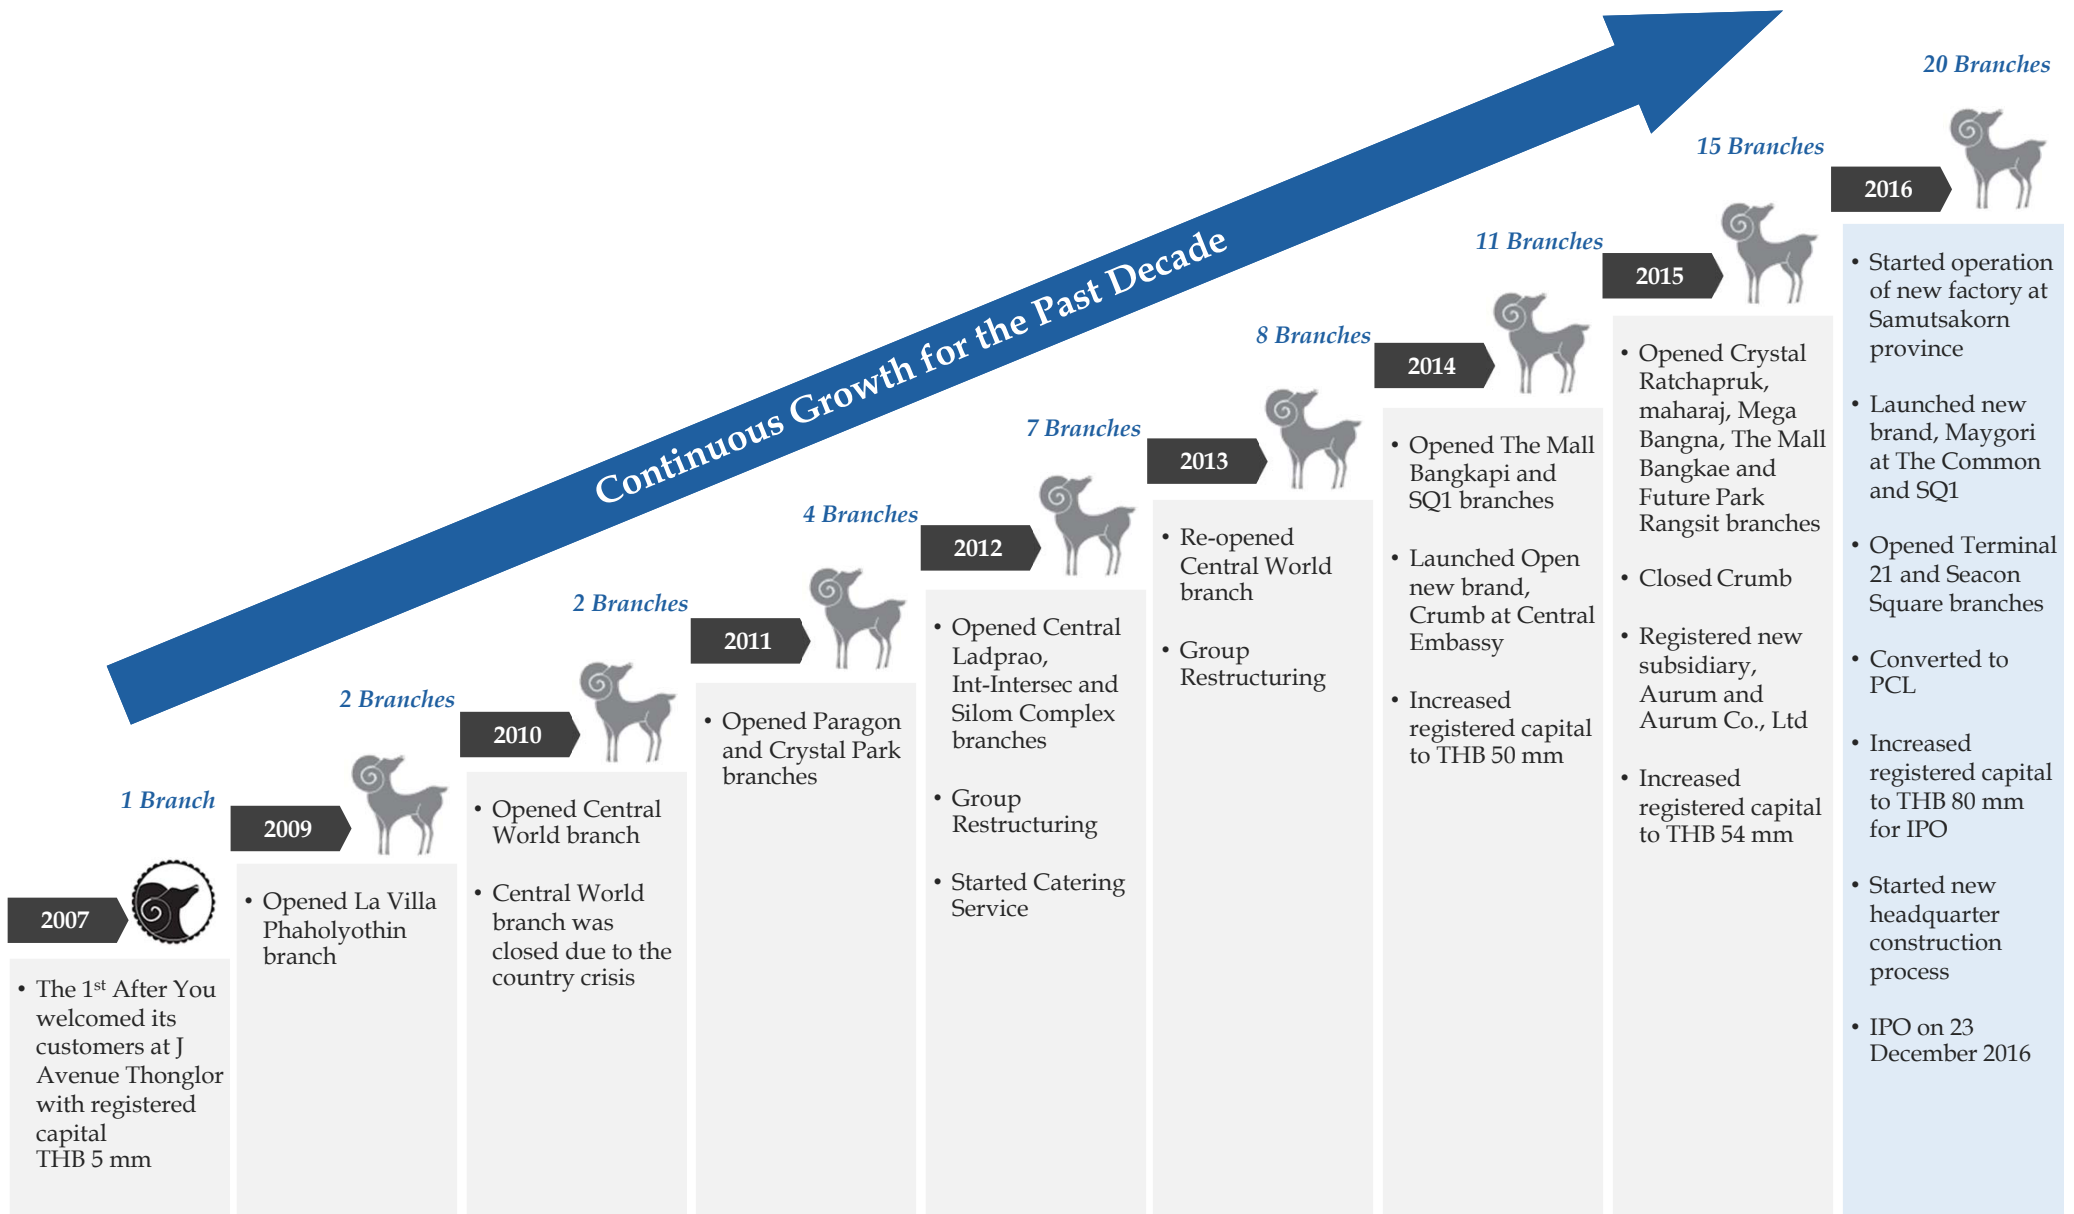 Continuous Growth for the Past Decade
1 Branch
2007
• The 1st After You
welcomed its
customers at J
Avenue Thonglor
with registered
capital
THB 5 mm
2 Branches
2009
• Opened La Villa
Phaholyothin
branch
2 Branches
2010
• Opened Central
World branch
• Central World
branch was
closed due to the
country crisis
4 Branches
2011
• Opened Paragon
and Crystal Park
branches
7 Branches
2012
• Opened Central
Ladprao,
Int-Intersec and
Silom Complex
branches
• Group
Restructuring
• Started Catering
Service
8 Branches
2013
• Re-opened
Central World
branch
• Group
Restructuring
11 Branches
2014
• Opened The Mall
Bangkapi and
SQ1 branches
• Launched Open
new brand,
Crumb at Central
Embassy
• Increased
registered capital
to THB 50 mm
15 Branches
2015
• Opened Crystal
Ratchapruk,
maharaj, Mega
Bangna, The Mall
Bangkae and
Future Park
Rangsit branches
• Closed Crumb
• Registered new
subsidiary,
Aurum and
Aurum Co., Ltd
• Increased
registered capital
to THB 54 mm
20 Branches
2016
• Started operation
of new factory at
Samutsakorn
province
• Launched new
brand, Maygori
at The Common
and SQ1
• Opened Terminal
21 and Seacon
Square branches
• Converted to
PCL
• Increased
registered capital
to THB 80 mm
for IPO
• Started new
headquarter
construction
process
• IPO on 23
December 2016